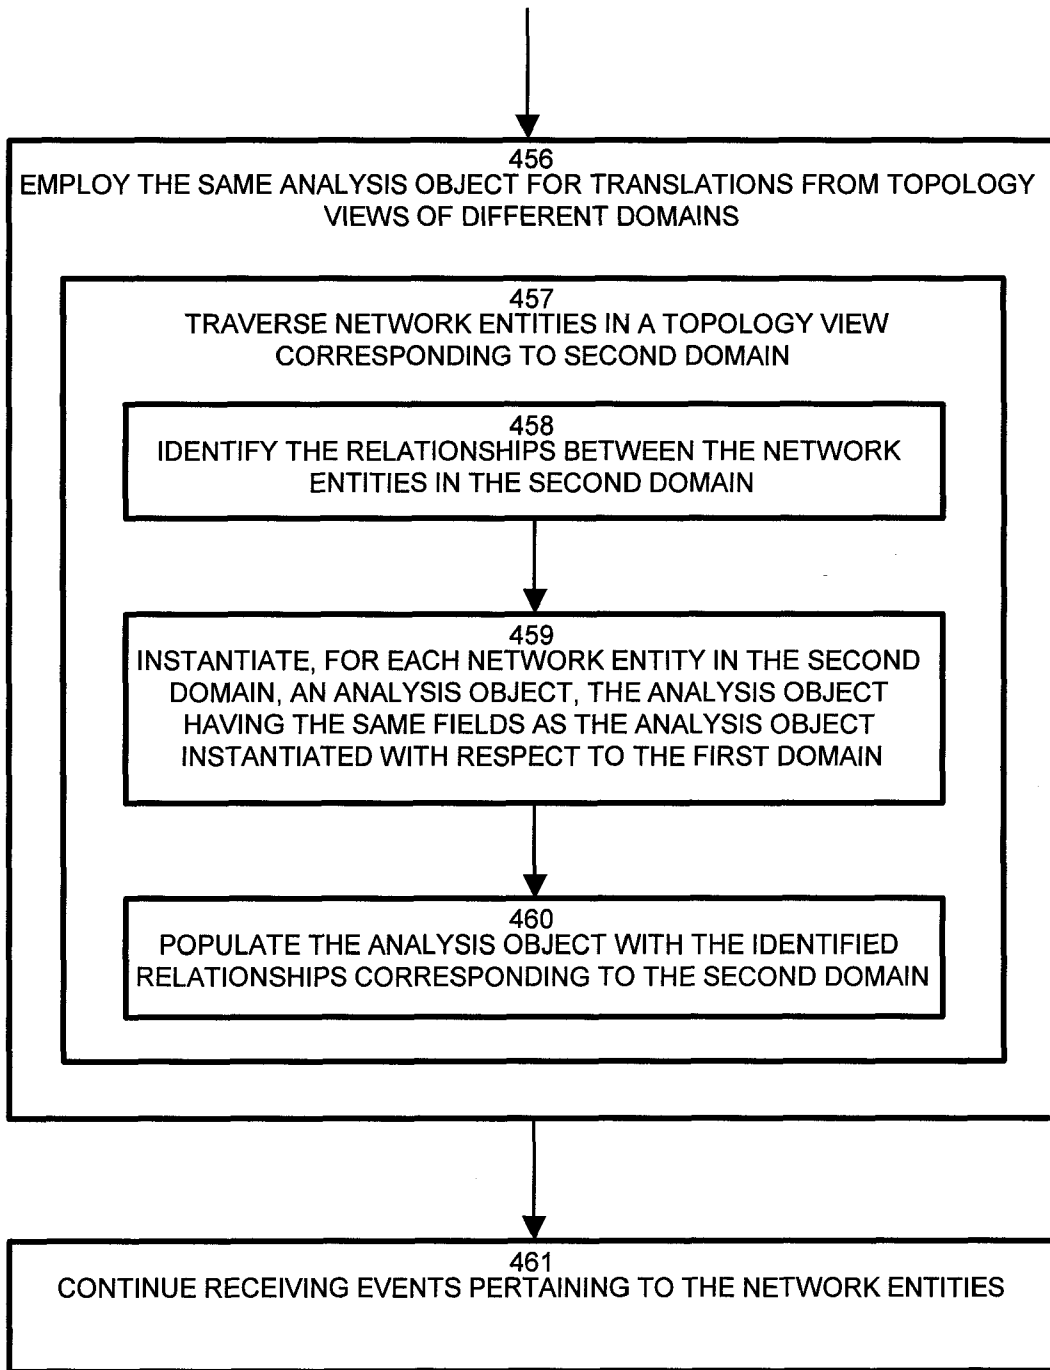 456
EMPLOY THE SAME ANALYSIS OBJECT FOR TRANSLATIONS FROM TOPOLOGY
VIEWS OF DIFFERENT DOMAINS
457
TRAVERSE NETWORK ENTITIES IN A TOPOLOGY VIEW
CORRESPONDING TO SECOND DOMAIN
458
IDENTIFY THE RELATIONSHIPS BETWEEN THE NETWORK
ENTITIES IN THE SECOND DOMAIN
459
INSTANTIATE, FOR EACH NETWORK ENTITY IN THE SECOND
DOMAIN, AN ANALYSIS OBJECT, THE ANALYSIS OBJECT
HAVING THE SAME FIELDS AS THE ANALYSIS OBJECT
INSTANTIATED WITH RESPECT TO THE FIRST DOMAIN
460
POPULATE THE ANALYSIS OBJECT WITH THE IDENTIFIED
RELATIONSHIPS CORRESPONDING TO THE SECOND DOMAIN
461
CONTINUE RECEIVING EVENTS PERTAINING TO THE NETWORK ENTITIES